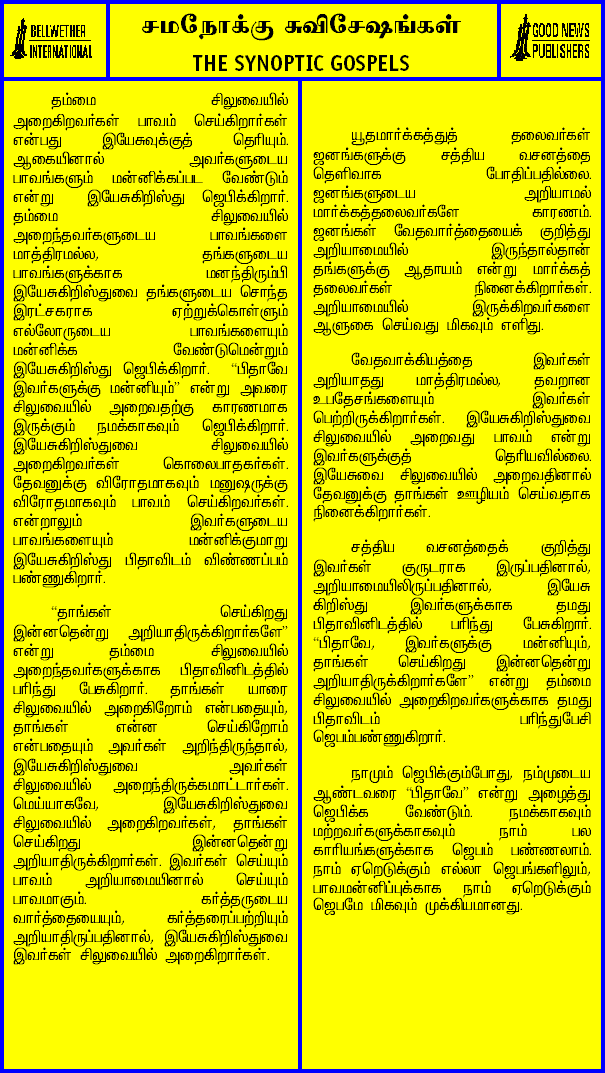 BELLWETHER
INTERNATIONAL
சமநோக்கு சுவிசேஷங்கள்
THE SYNOPTIC GOSPELS
GOOD NEWS
PUBLISHERS
தம்மை சிலுவையில்
அறைகிறவர்கள் பாவம் செய்கிறார்கள்
என்பது இயேசுவுக்குத் தெரியும்.
ஆகையினால் அவர்களுடைய
பாவங்களும் மன்னிக்கப்பட வேண்டும்
என்று இயேசுகிறிஸ்து ஜெபிக்கிறார்.
தம்மை சிலுவையில்
அறைந்தவர்களுடைய பாவங்களை
மாத்திரமல்ல, தங்களுடைய
பாவங்களுக்காக மனந்திரும்பி
இயேசுகிறிஸ்துவை தங்களுடைய சொந்த
இரட்சகராக ஏற்றுக்கொள்ளும்
எல்லோருடைய பாவங்களையும்
மன்னிக்க வேண்டுமென்றும்
இயேசுகிறிஸ்து ஜெபிக்கிறார். “பிதாவே
இவர்களுக்கு மன்னியும்” என்று அவரை
சிலுவையில் அறைவதற்கு காரணமாக
இருக்கும் நமக்காகவும் ஜெபிக்கிறார்.
இயேசுகிறிஸ்துவை சிலுவையில்
அறைகிறவர்கள் கொலைபாதகர்கள்.
தேவனுக்கு விரோதமாகவும் மனுஷருக்கு
விரோதமாகவும் பாவம் செய்கிறவர்கள்.
என்றாலும் இவர்களுடைய
பாவங்களையும் மன்னிக்குமாறு
இயேசுகிறிஸ்து பிதாவிடம் விண்ணப்பம்
பண்ணுகிறார்.
“தாங்கள் செய்கிறது
இன்னதென்று அறியாதிருக்கிறார்களே”
என்று தம்மை சிலுவையில்
அறைந்தவர்களுக்காக பிதாவினிடத்தில்
பரிந்து பேசுகிறார். தாங்கள் யாரை
சிலுவையில் அறைகிறோம் என்பதையும்,
தாங்கள் என்ன செய்கிறோம்
என்பதையும் அவர்கள் அறிந்திருந்தால்,
இயேசுகிறிஸ்துவை அவர்கள்
சிலுவையில் அறைந்திருக்கமாட்டார்கள்.
மெய்யாகவே, இயேசுகிறிஸ்துவை
சிலுவையில் அறைகிறவர்கள், தாங்கள்
செய்கிறது இன்னதென்று
அறியாதிருக்கிறார்கள். இவர்கள் செய்யும்
பாவம் அறியாமையினால் செய்யும்
பாவமாகும். கர்த்தருடைய
வார்த்தையையும், கர்த்தரைப்பற்றியும்
அறியாதிருப்பதினால், இயேசுகிறிஸ்துவை
இவர்கள் சிலுவையில் அறைகிறார்கள்.
யூதமார்க்கத்துத் தலைவர்கள்
ஜனங்களுக்கு சத்திய வசனத்தை
தெளிவாக போதிப்பதில்லை.
ஜனங்களுடைய அறியாமல்
மார்க்கத்தலைவர்களே காரணம்.
ஜனங்கள் வேதவார்த்தையைக் குறித்து
அறியாமையில் இருந்தால்தான்
தங்களுக்கு ஆதாயம் என்று மார்க்கத்
தலைவர்கள் நினைக்கிறார்கள்.
அறியாமையில் இருக்கிறவர்களை
ஆளுகை செய்வது மிகவும் எளிது.
வேதவாக்கியத்தை இவர்கள்
அறியாதது மாத்திரமல்ல, தவறான
உபதேசங்களையும் இவர்கள்
பெற்றிருக்கிறார்கள். இயேசுகிறிஸ்துவை
சிலுவையில் அறைவது பாவம் என்று
இவர்களுக்குத் தெரியவில்லை.
இயேசுவை சிலுவையில் அறைவதினால்
தேவனுக்கு தாங்கள் ஊழியம் செய்வதாக
நினைக்கிறார்கள்.
சத்திய வசனத்தைக் குறித்து
இவர்கள் குருடராக இருப்பதினால்,
அறியாமையிலிருப்பதினால், இயேசு
கிறிஸ்து இவர்களுக்காக தமது
பிதாவினிடத்தில் பரிந்து பேசுகிறார்.
“பிதாவே, இவர்களுக்கு மன்னியும்,
தாங்கள் செய்கிறது இன்னதென்று
அறியாதிருக்கிறார்களே” என்று தம்மை
சிலுவையில் அறைகிறவர்களுக்காக தமது
பிதாவிடம் பரிந்துபேசி
ஜெபம்பண்ணுகிறார்.
நாமும் ஜெபிக்கும்போது, நம்முடைய
ஆண்டவரை “பிதாவே” என்று அழைத்து
ஜெபிக்க வேண்டும். நமக்காகவும்
மற்றவர்களுக்காகவும் நாம் பல
காரியங்களுக்காக ஜெபம் பண்ணலாம்.
நாம் ஏறெடுக்கும் எல்லா ஜெபங்களிலும்,
பாவமன்னிப்புக்காக நாம் ஏறெடுக்கும்
ஜெபமே மிகவும் முக்கியமானது.